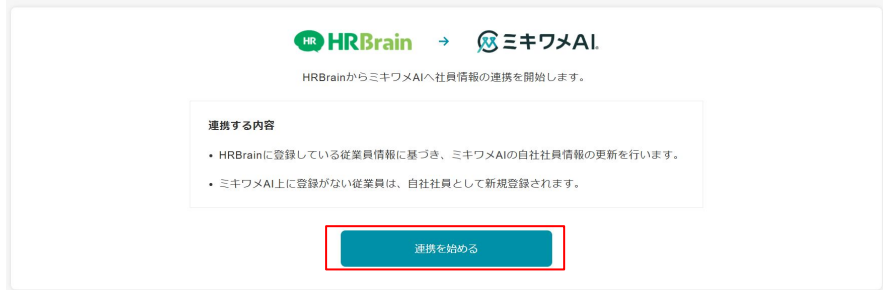 HR HRBrain → ミキワメAI.
HRBrainからミキワメAIへ社員情報の連携を開始します。
連携する内容
• HRBrainに登録している従業員情報に基づき、ミキワメAIの自社社員情報の更新を行います。
• ミキワメAI上に登録がない従業員は、自社社員として新規登録されます。
連携を始める